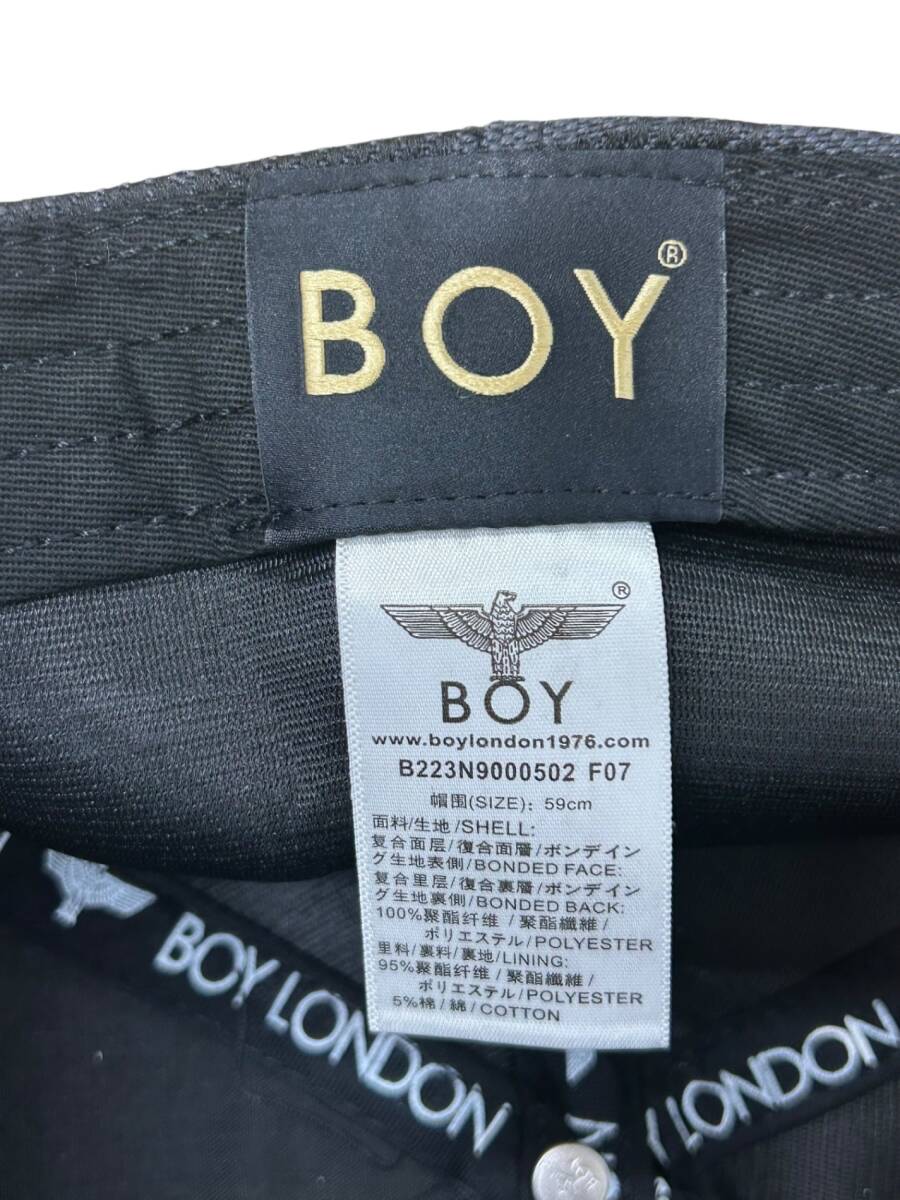 BOY®
®
BOY
www.boylondon1976.com
B223N9000502 F07
帽围(SIZE): 59cm
面料/生地/SHELL:
复合面层/復合面層/ボンデイン
グ生地表側/BONDED FACE:
复合里层/復合裏層/ボンデイン
グ生地裏側/BONDED BACK:
100%聚酯纤维 / 聚酯纖維/
ポリエステル/POLYESTER
里料/裏料/裏地/LINING:
95%聚酯纤维/ 聚酯纖維/
ポリエステル/POLYESTER
5%棉/綿/COTTON
BOY LONDON
LONDON